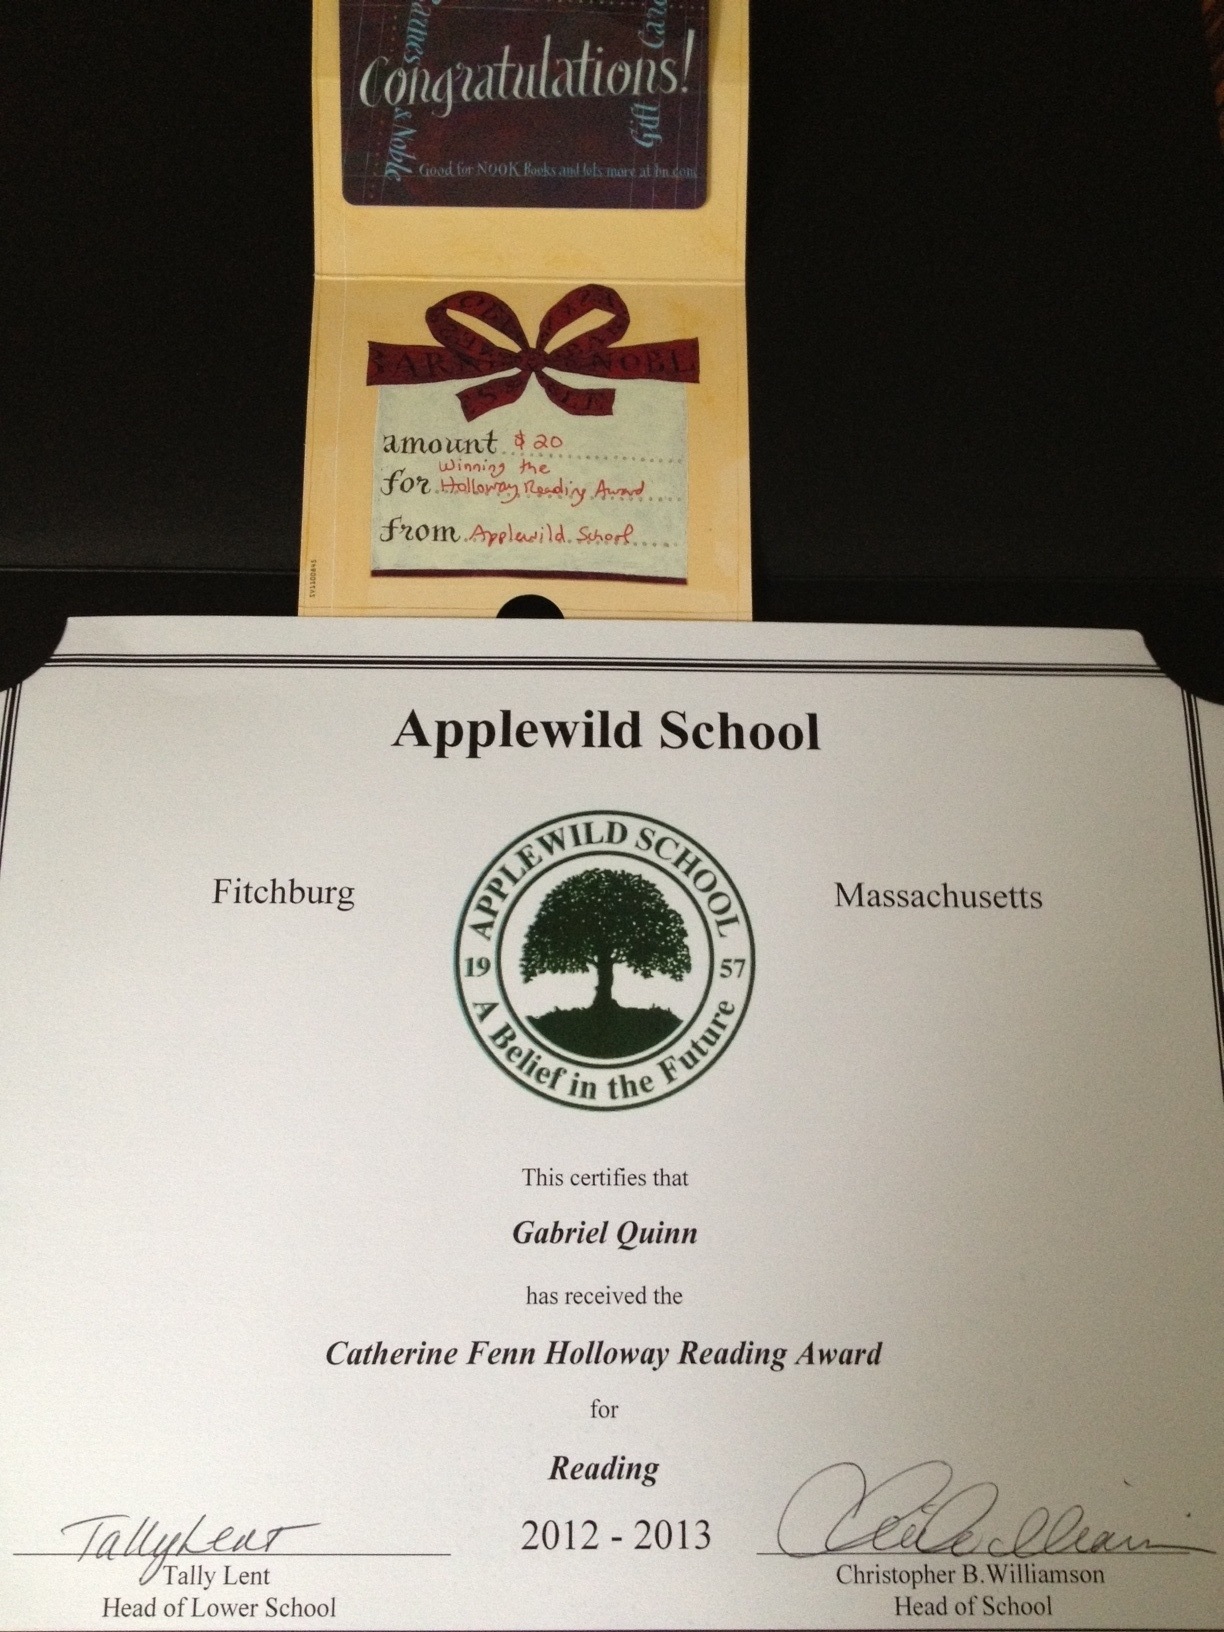 Congratulations!
& Noble
Gift
Good for NOOK Books and lots more at bn.com
amount $20
for Winning the
Holloway Reading Award
from Applewild School
Applewild School
Fitchburg
Massachusetts
APPLEWILD SCHOOL
19 57
A Belief in the Future
This certifies that
Gabriel Quinn
has received the
Catherine Fenn Holloway Reading Award
for
Reading
2012 - 2013
Tally Lent
Tally Lent
Head of Lower School
Christopher B.Williamson
Head of School